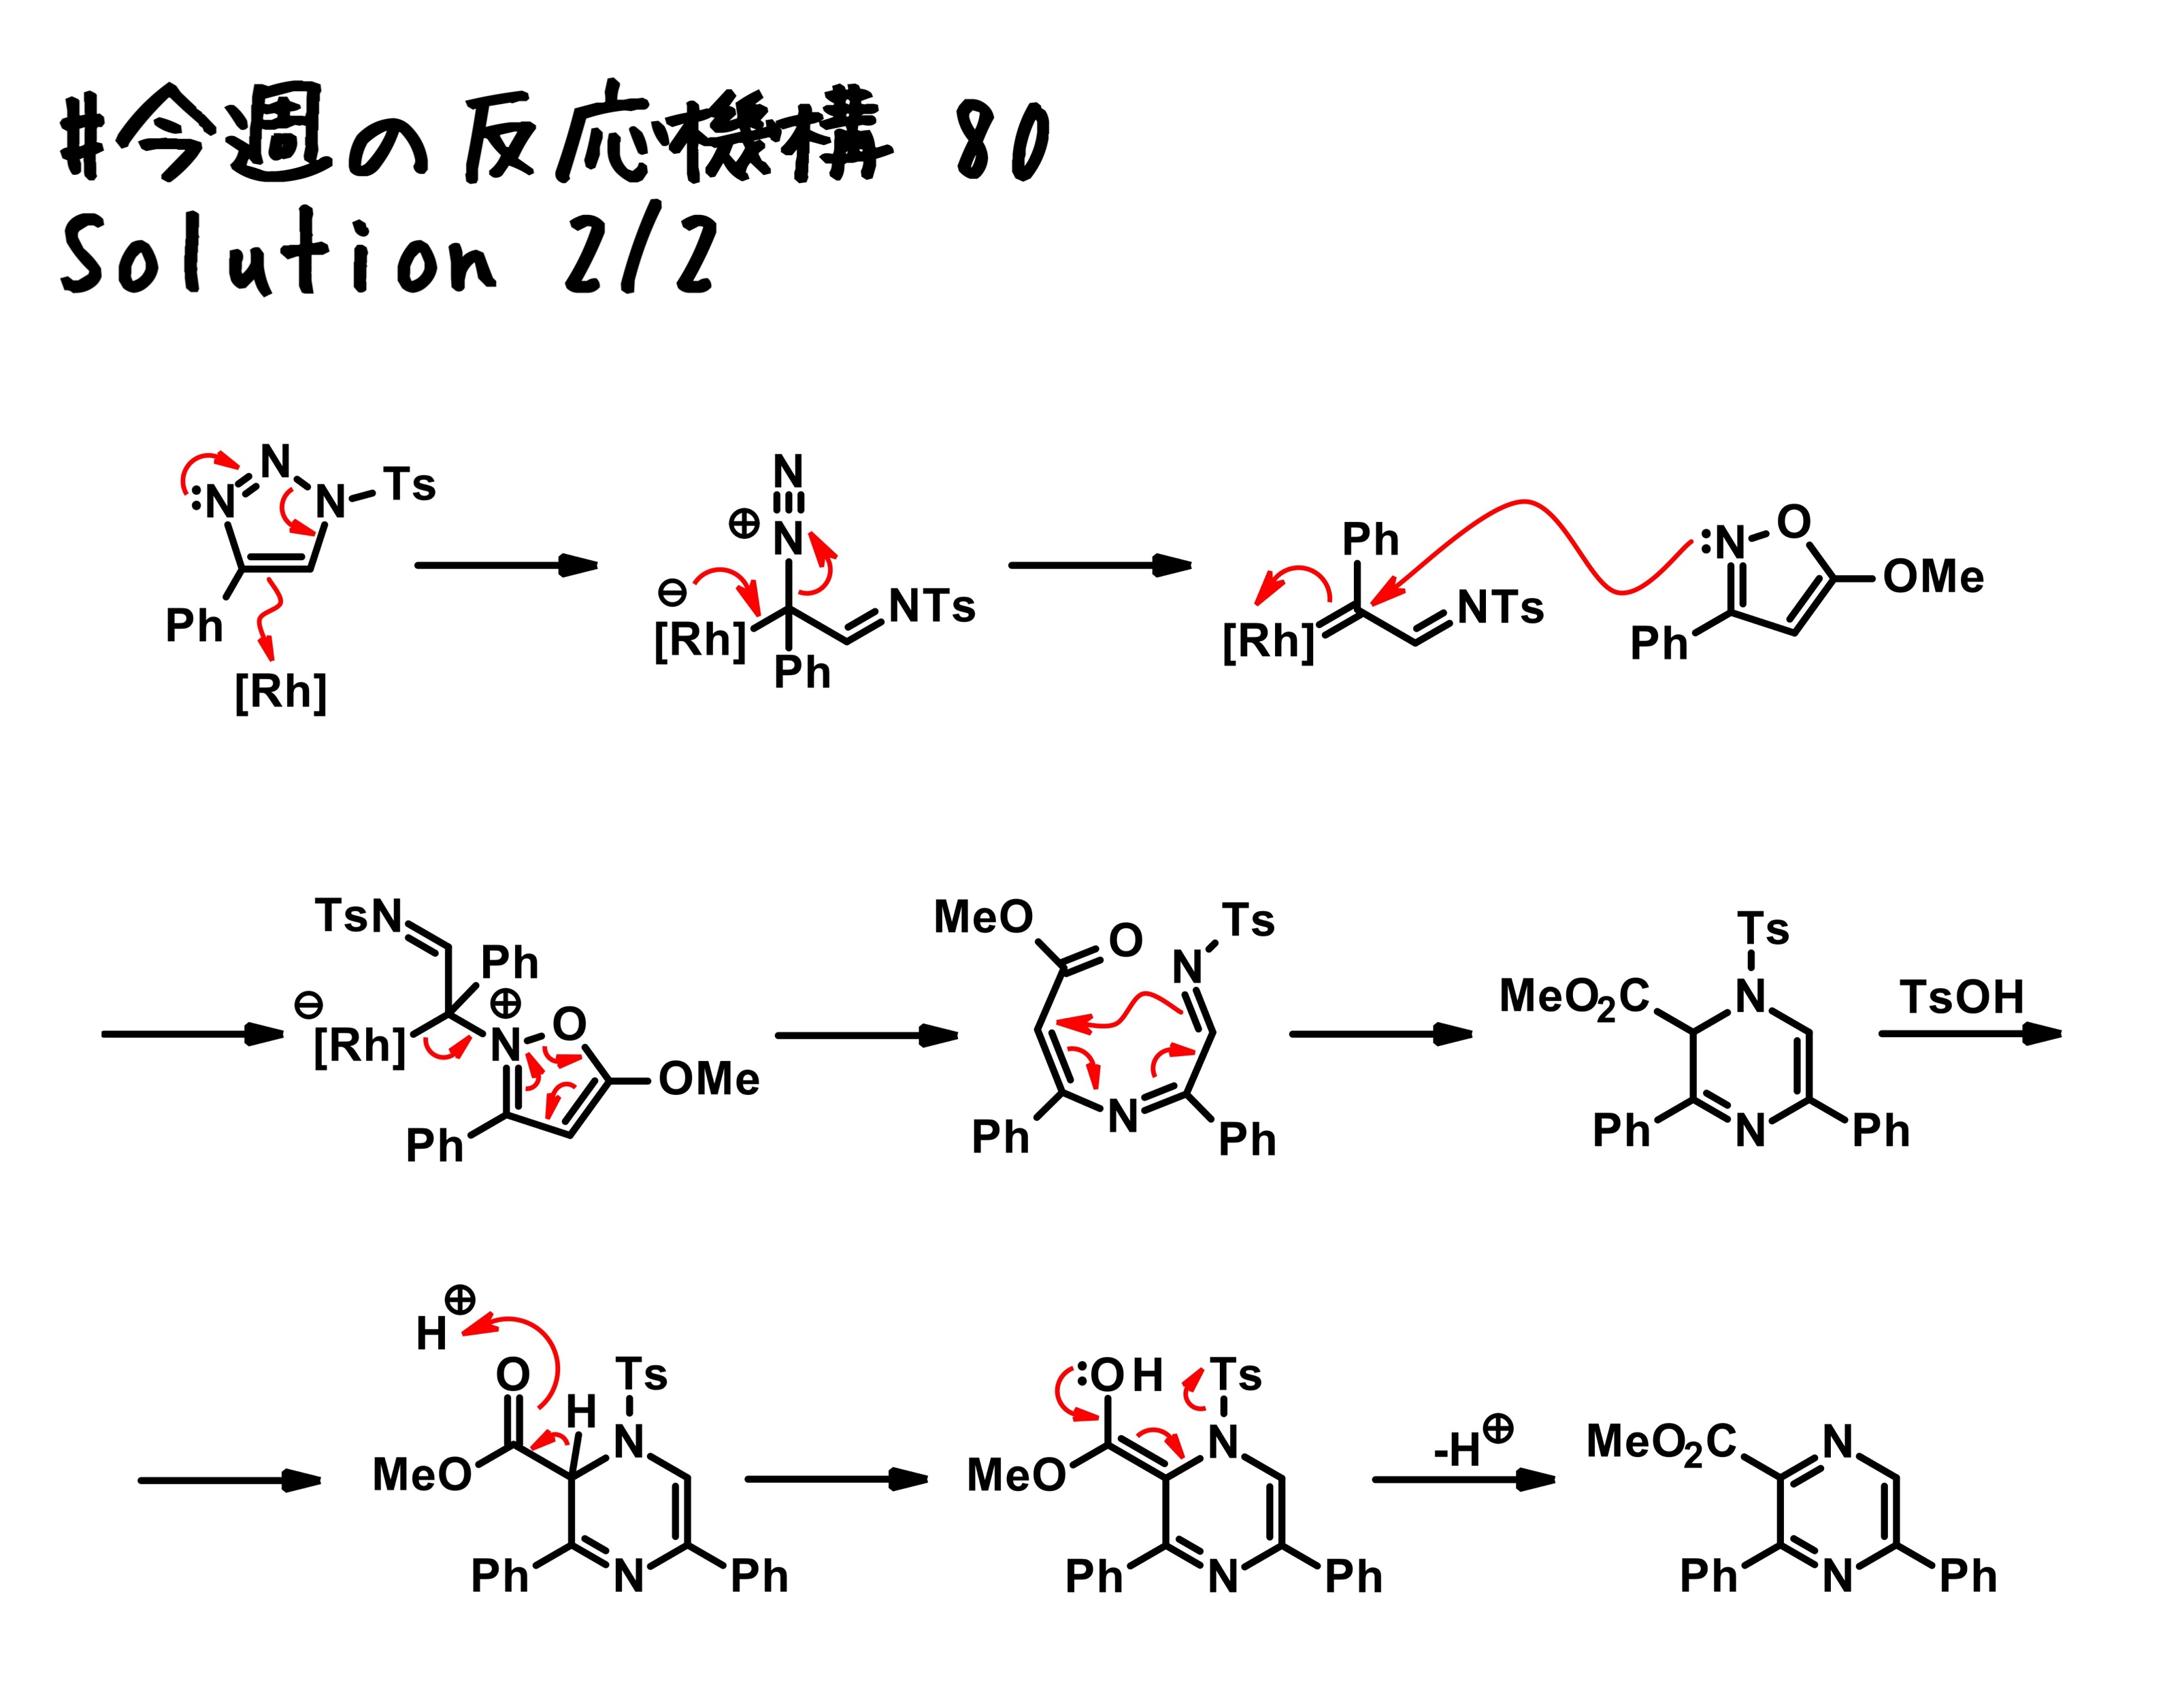 #今週の反応機構 80
Solution 2/2
N
:N N Ts
Ph
[Rh]
N
⊕ N
⊖ [Rh] NTs
Ph
Ph
[Rh] NTs
:N O
OMe
Ph
TsN
Ph
⊖ ⊕
[Rh] N O
OMe
Ph
MeO
O
Ts
N
Ph N Ph
Ts
MeO2C N
Ph N Ph
TsOH
H ⊕
O
H
Ts
N
MeO
Ph N Ph
:OH
Ts
N
MeO
Ph N Ph
-H⊕
MeO2C N
Ph N Ph